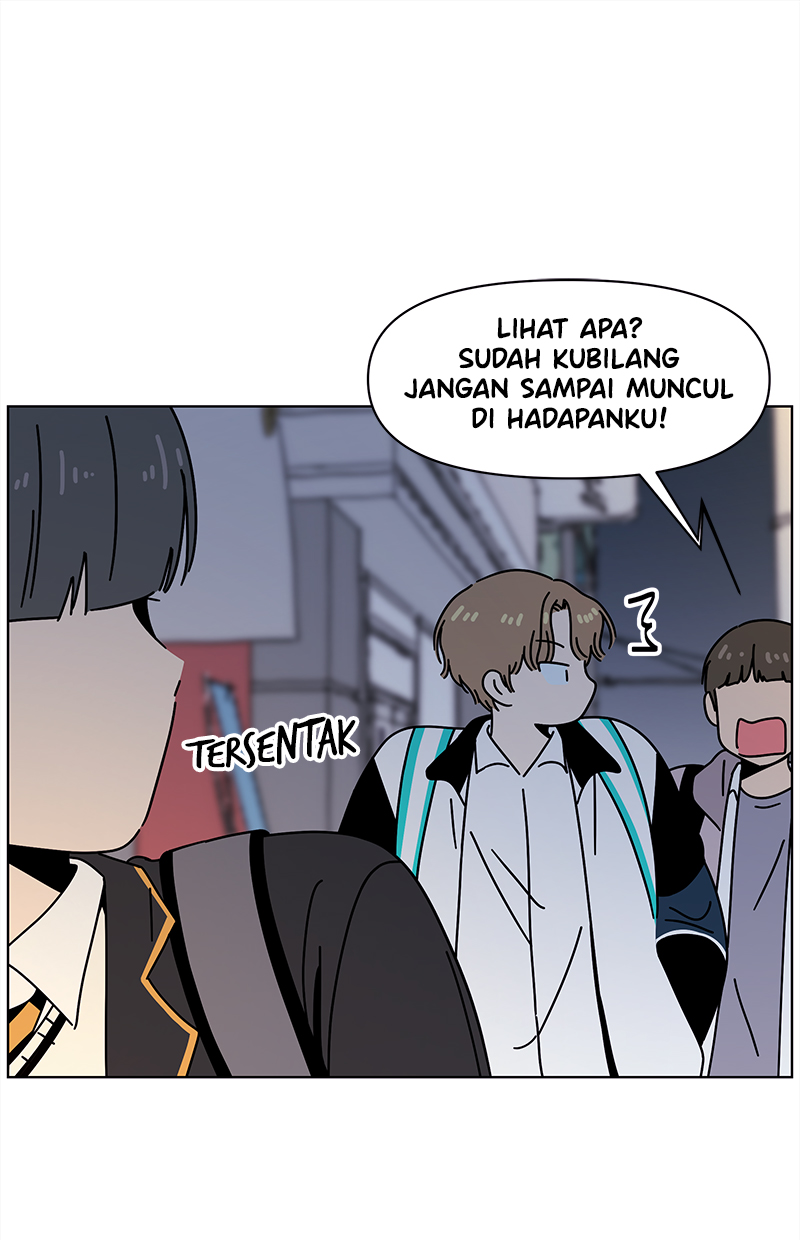 LIHAT APA?
SUDAH KUBILANG
JANGAN SAMPAI MUNCUL
DI HADAPANKU!
TERSENTAK